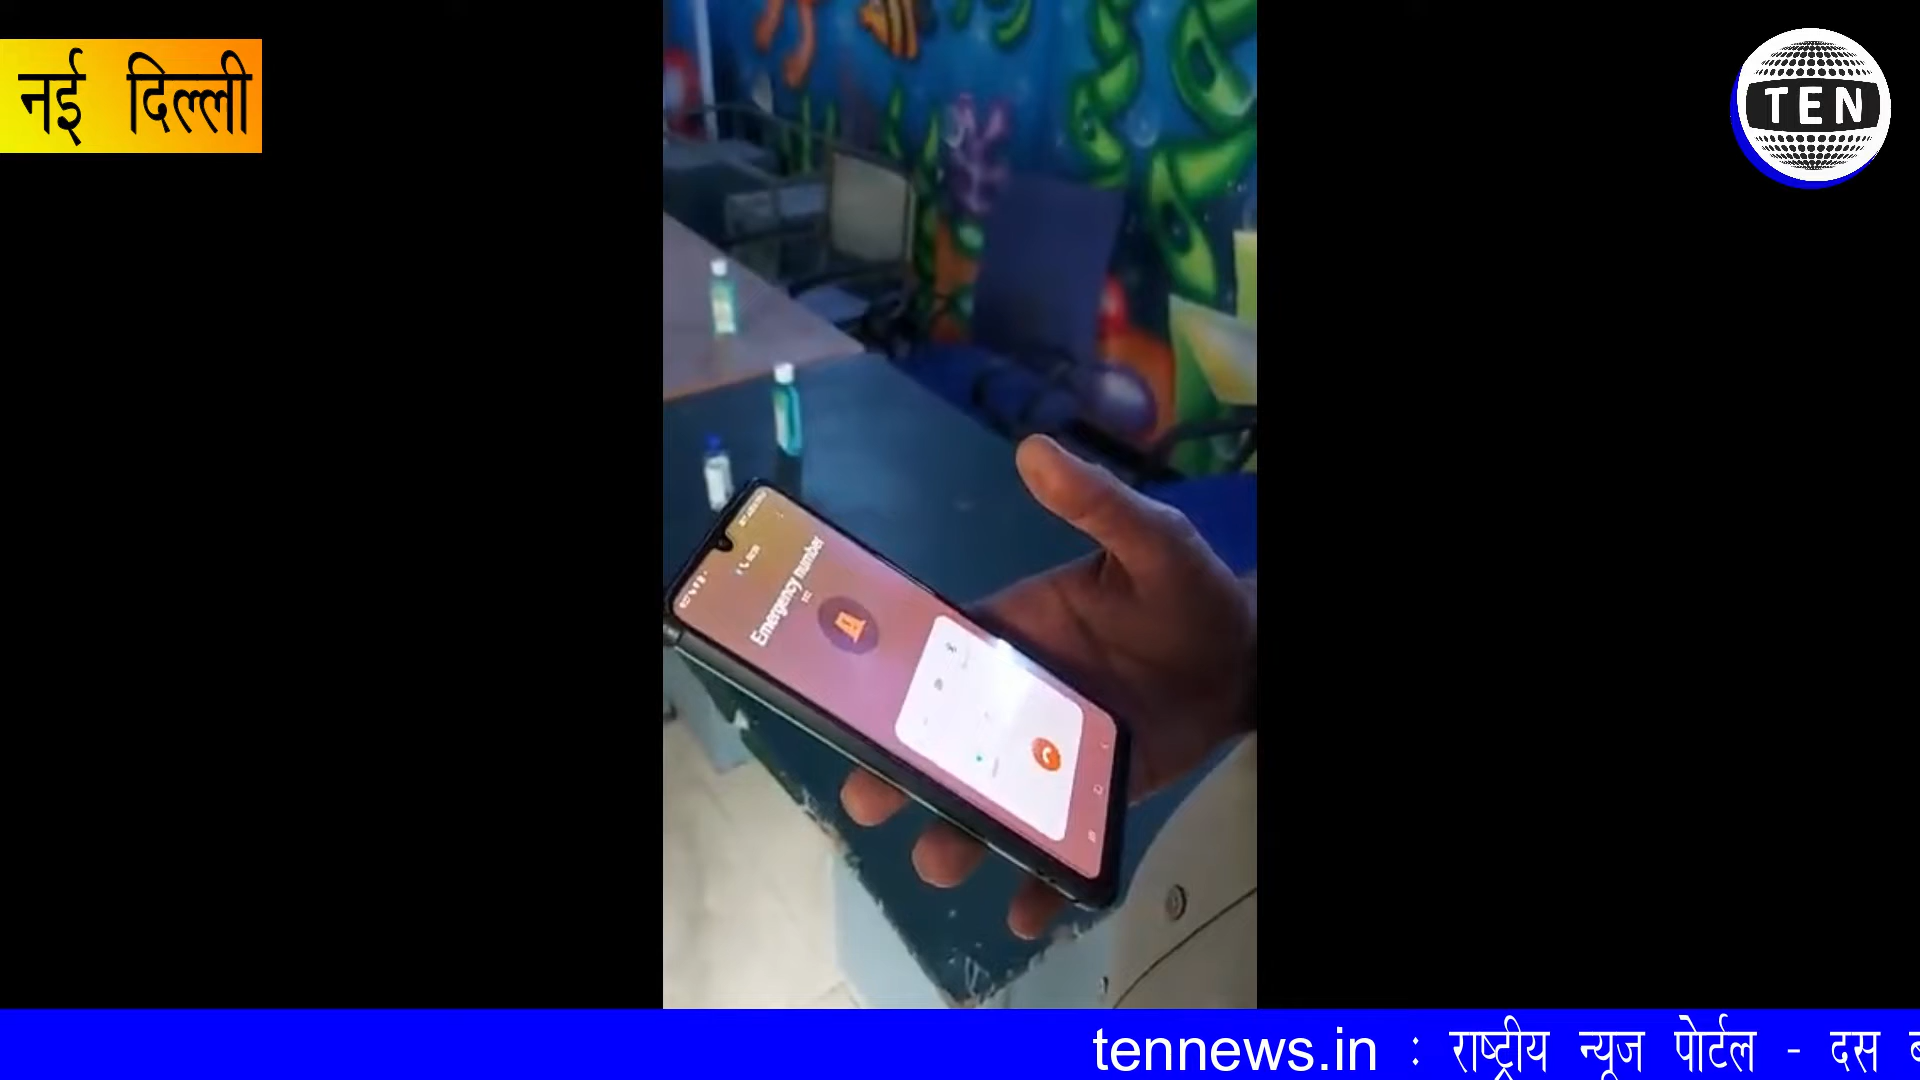 नई दिल्ली
TEN
Emergency number
tennews.in : राष्ट्रीय न्यूज पोर्टल - दस